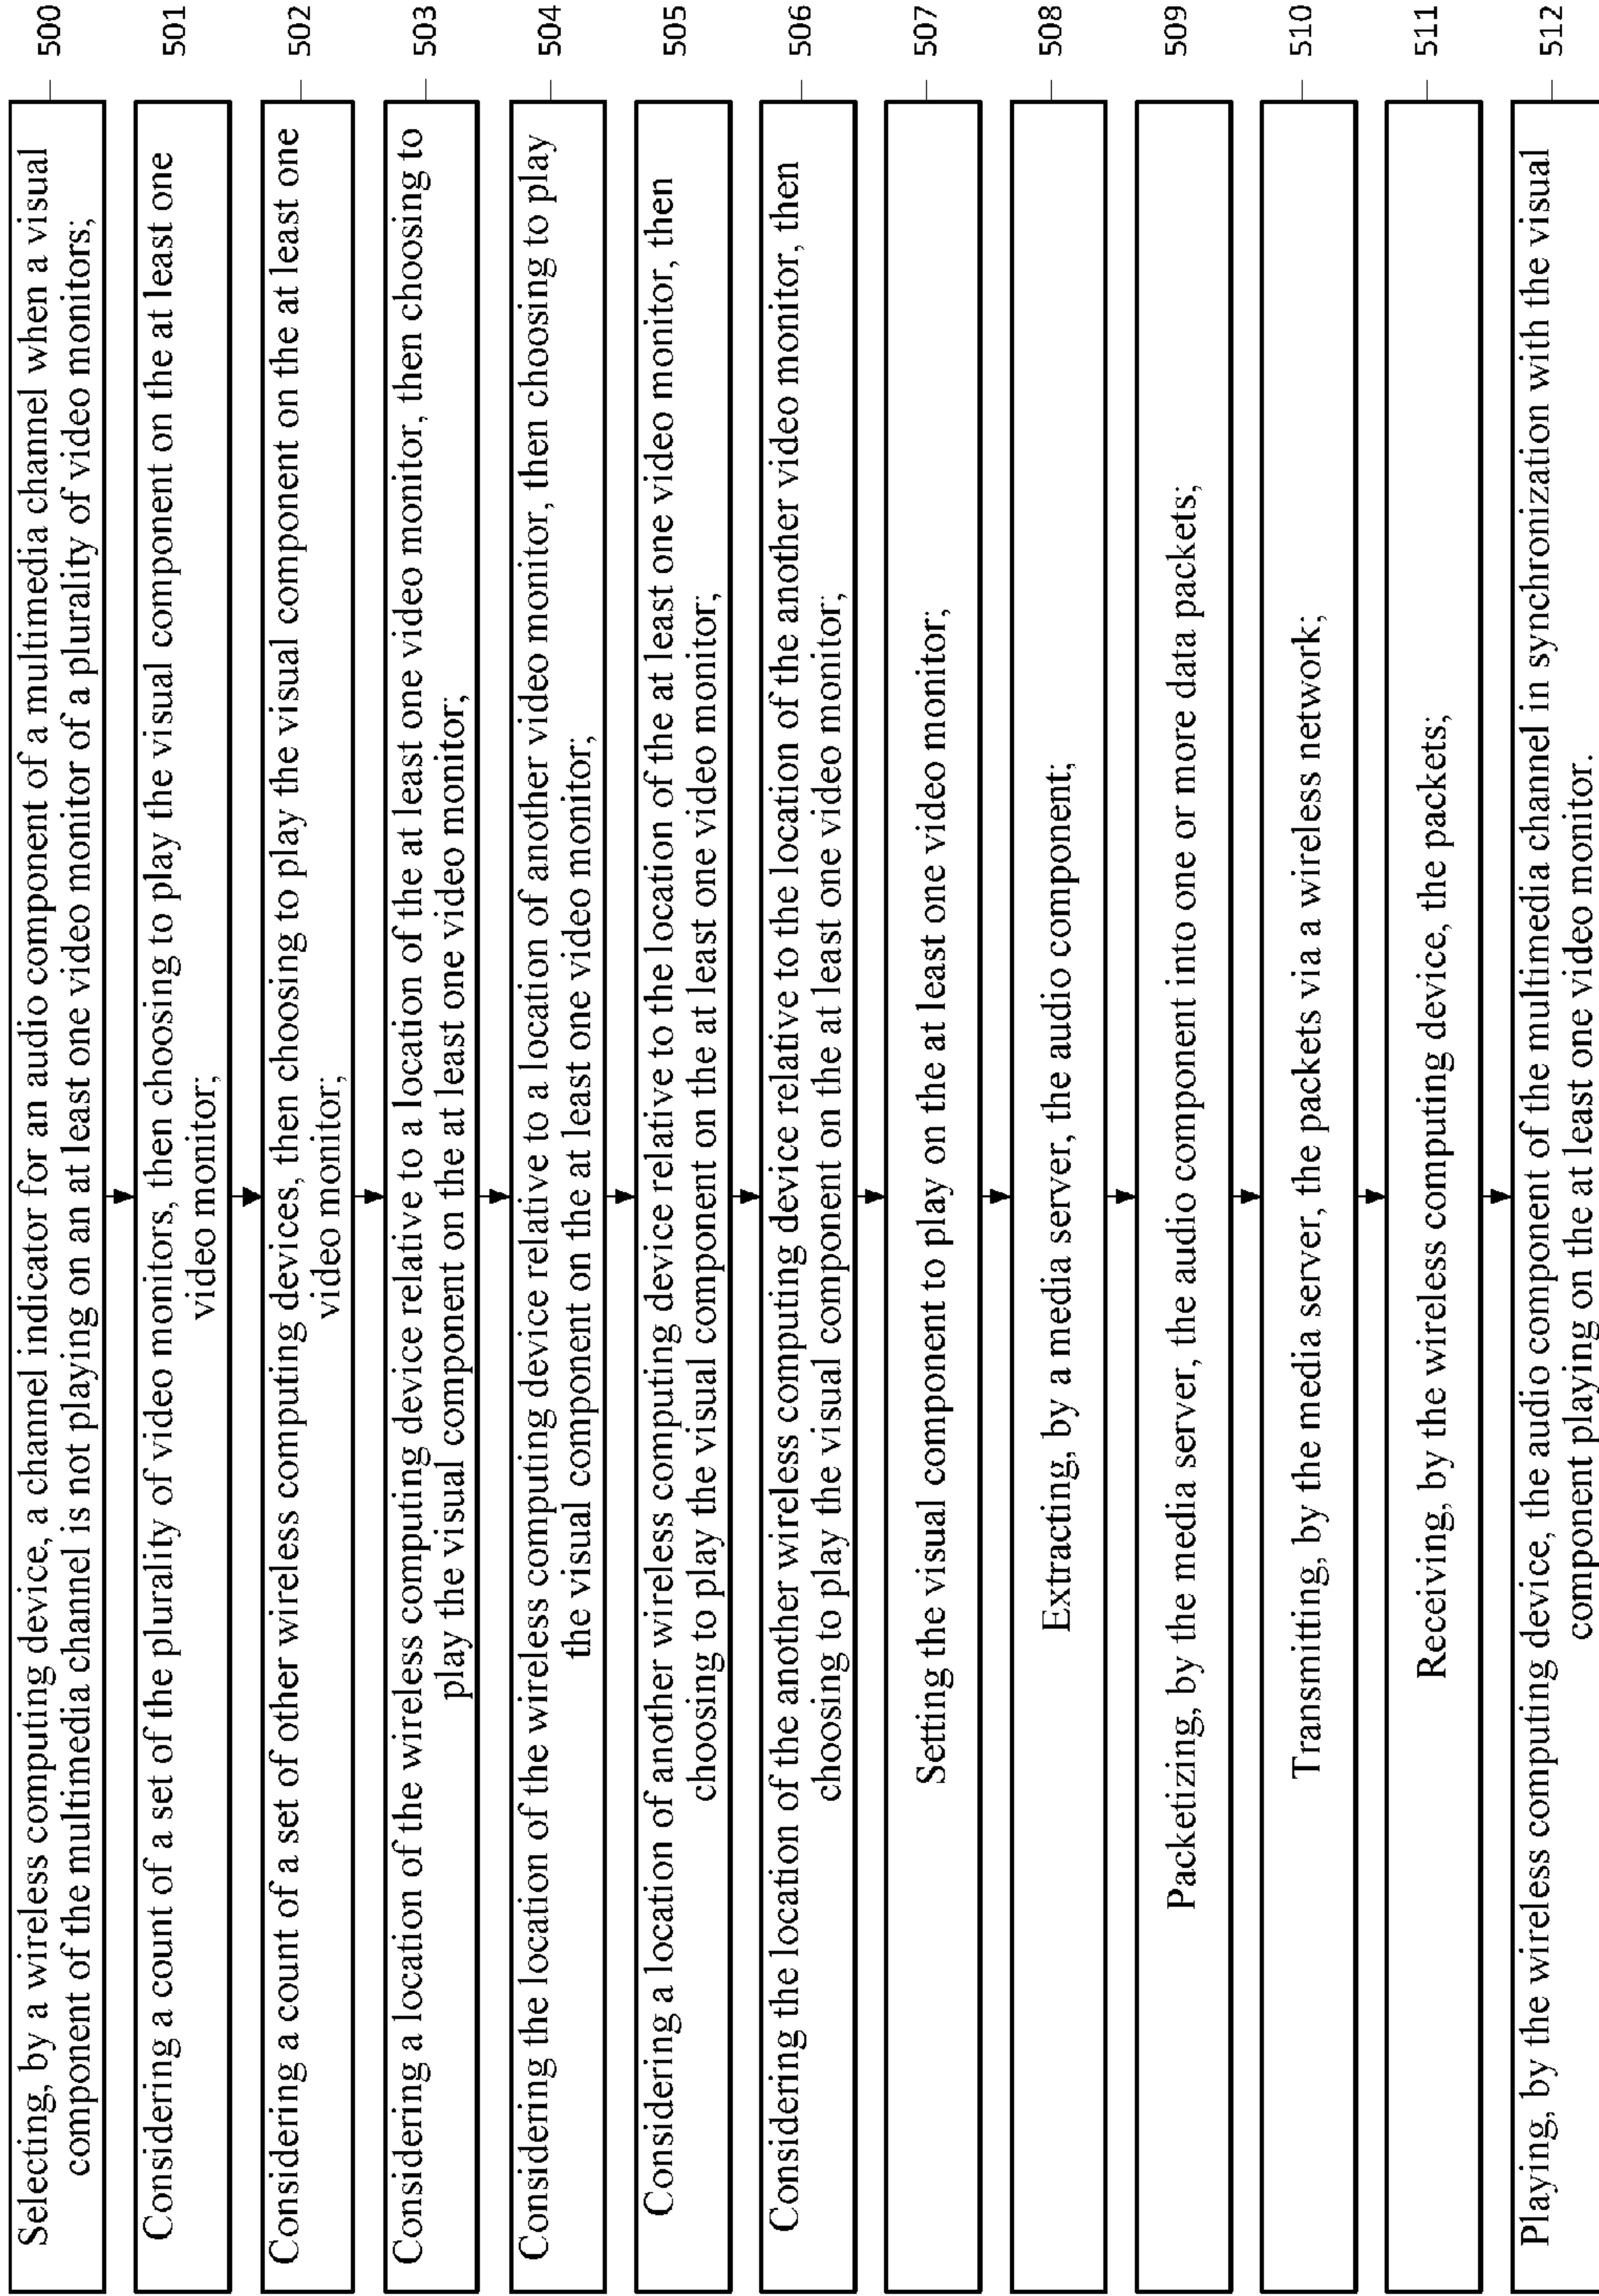 Selecting, by a wireless computing device, a channel indicator for an audio component of a multimedia channel when a visual
component of the multimedia channel is not playing on an at least one video monitor of a plurality of video monitors;
500
Considering a count of a set of the plurality of video monitors, then choosing to play the visual component on the at least one
video monitor;
501
Considering a count of a set of other wireless computing devices, then choosing to play the visual component on the at least one
video monitor;
502
Considering a location of the wireless computing device relative to a location of the at least one video monitor, then choosing to
play the visual component on the at least one video monitor;
503
Considering the location of the wireless computing device relative to a location of another video monitor, then choosing to play
the visual component on the at least one video monitor;
504
Considering a location of another wireless computing device relative to the location of the at least one video monitor, then
choosing to play the visual component on the at least one video monitor;
505
Considering the location of the another wireless computing device relative to the location of the another video monitor, then
choosing to play the visual component on the at least one video monitor;
506
Setting the visual component to play on the at least one video monitor;
507
Extracting, by a media server, the audio component;
508
Packetizing, by the media server, the audio component into one or more data packets;
509
Transmitting, by the media server, the packets via a wireless network;
510
Receiving, by the wireless computing device, the packets;
511
Playing, by the wireless computing device, the audio component of the multimedia channel in synchronization with the visual
component playing on the at least one video monitor.
512